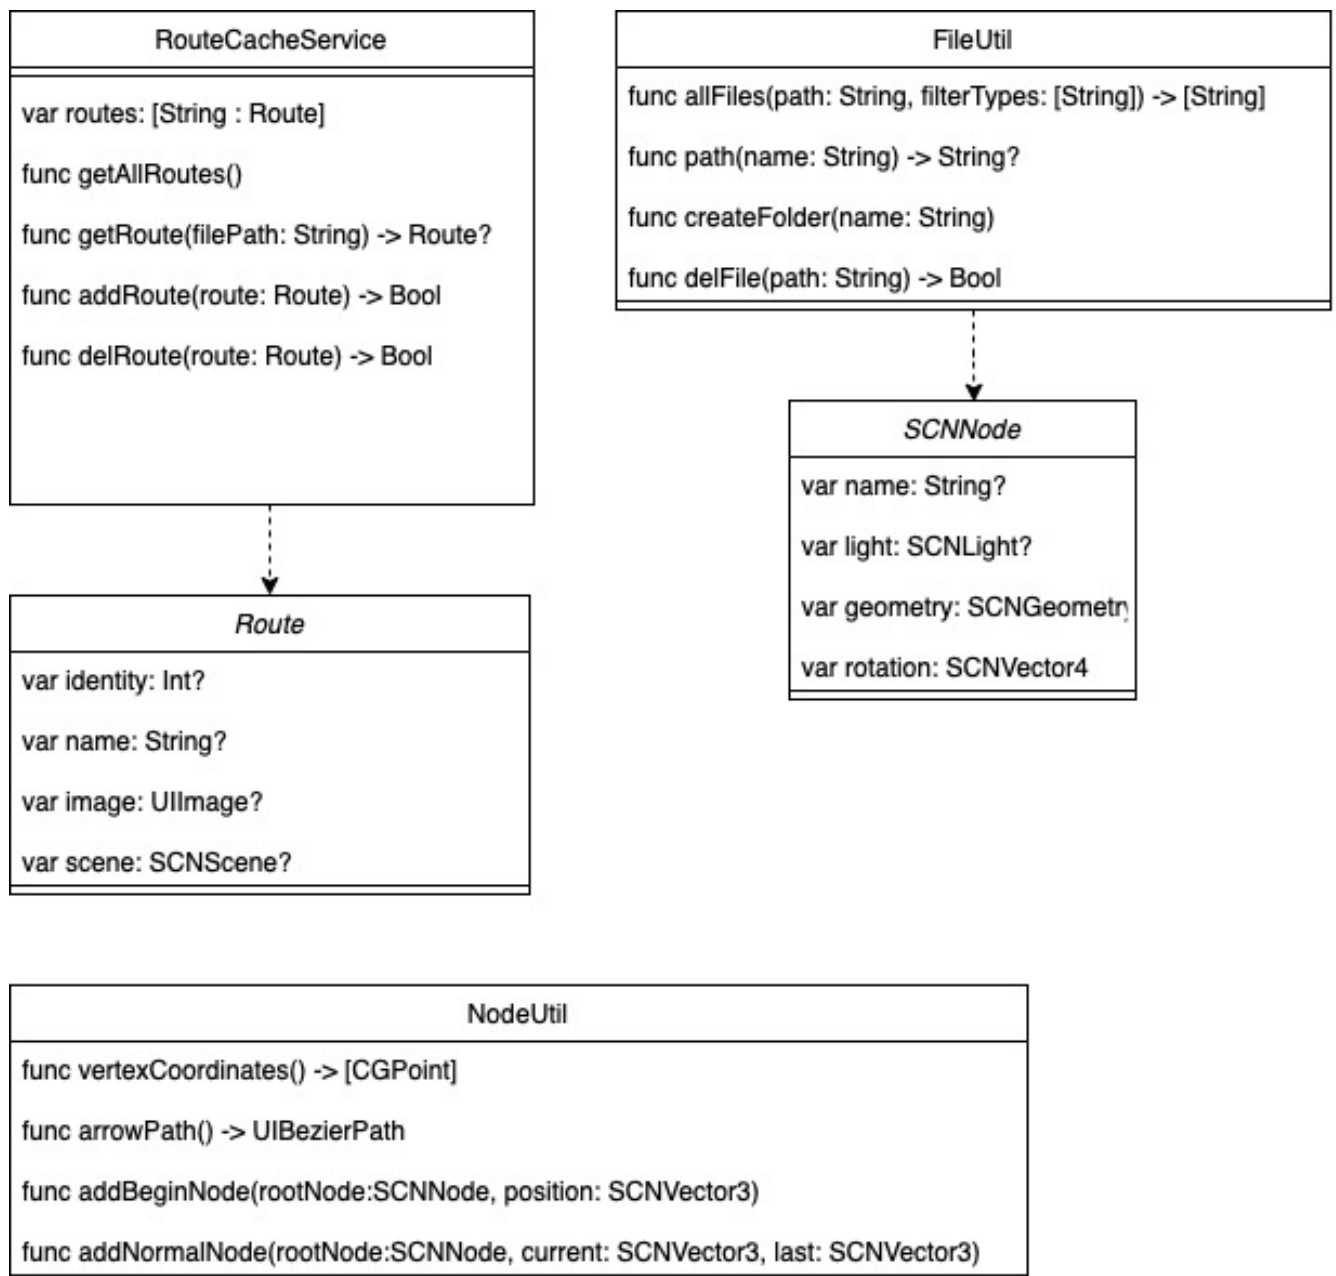 RouteCacheService
var routes: [String : Route]
func getAllRoutes()
func getRoute(filePath: String) -> Route?
func addRoute(route: Route) -> Bool
func delRoute(route: Route) -> Bool
FileUtil
func allFiles(path: String, filterTypes: [String]) -> [String]
func path(name: String) -> String?
func createFolder(name: String)
func delFile(path: String) -> Bool
SCNNode
var name: String?
var light: SCNLight?
var geometry: SCNGeometry
var rotation: SCNVector4
Route
var identity: Int?
var name: String?
var image: UIImage?
var scene: SCNScene?
NodeUtil
func vertexCoordinates() -> [CGPoint]
func arrowPath() -> UIBezierPath
func addBeginNode(rootNode:SCNNode, position: SCNVector3)
func addNormalNode(rootNode:SCNNode, current: SCNVector3, last: SCNVector3)